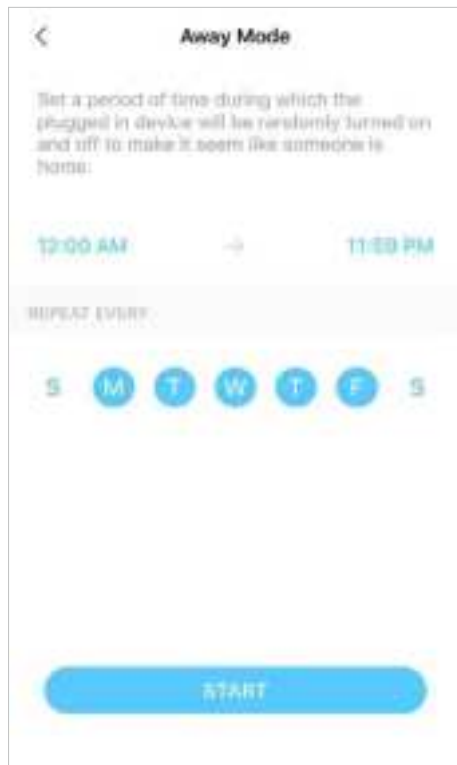 Away Mode
Set a period of time during which the
plugged in device will be randomly turned on
and off to make it seem like someone is
home.
12:00 AM → 11:59 PM
REPEAT EVERY
S M T W T F S
START